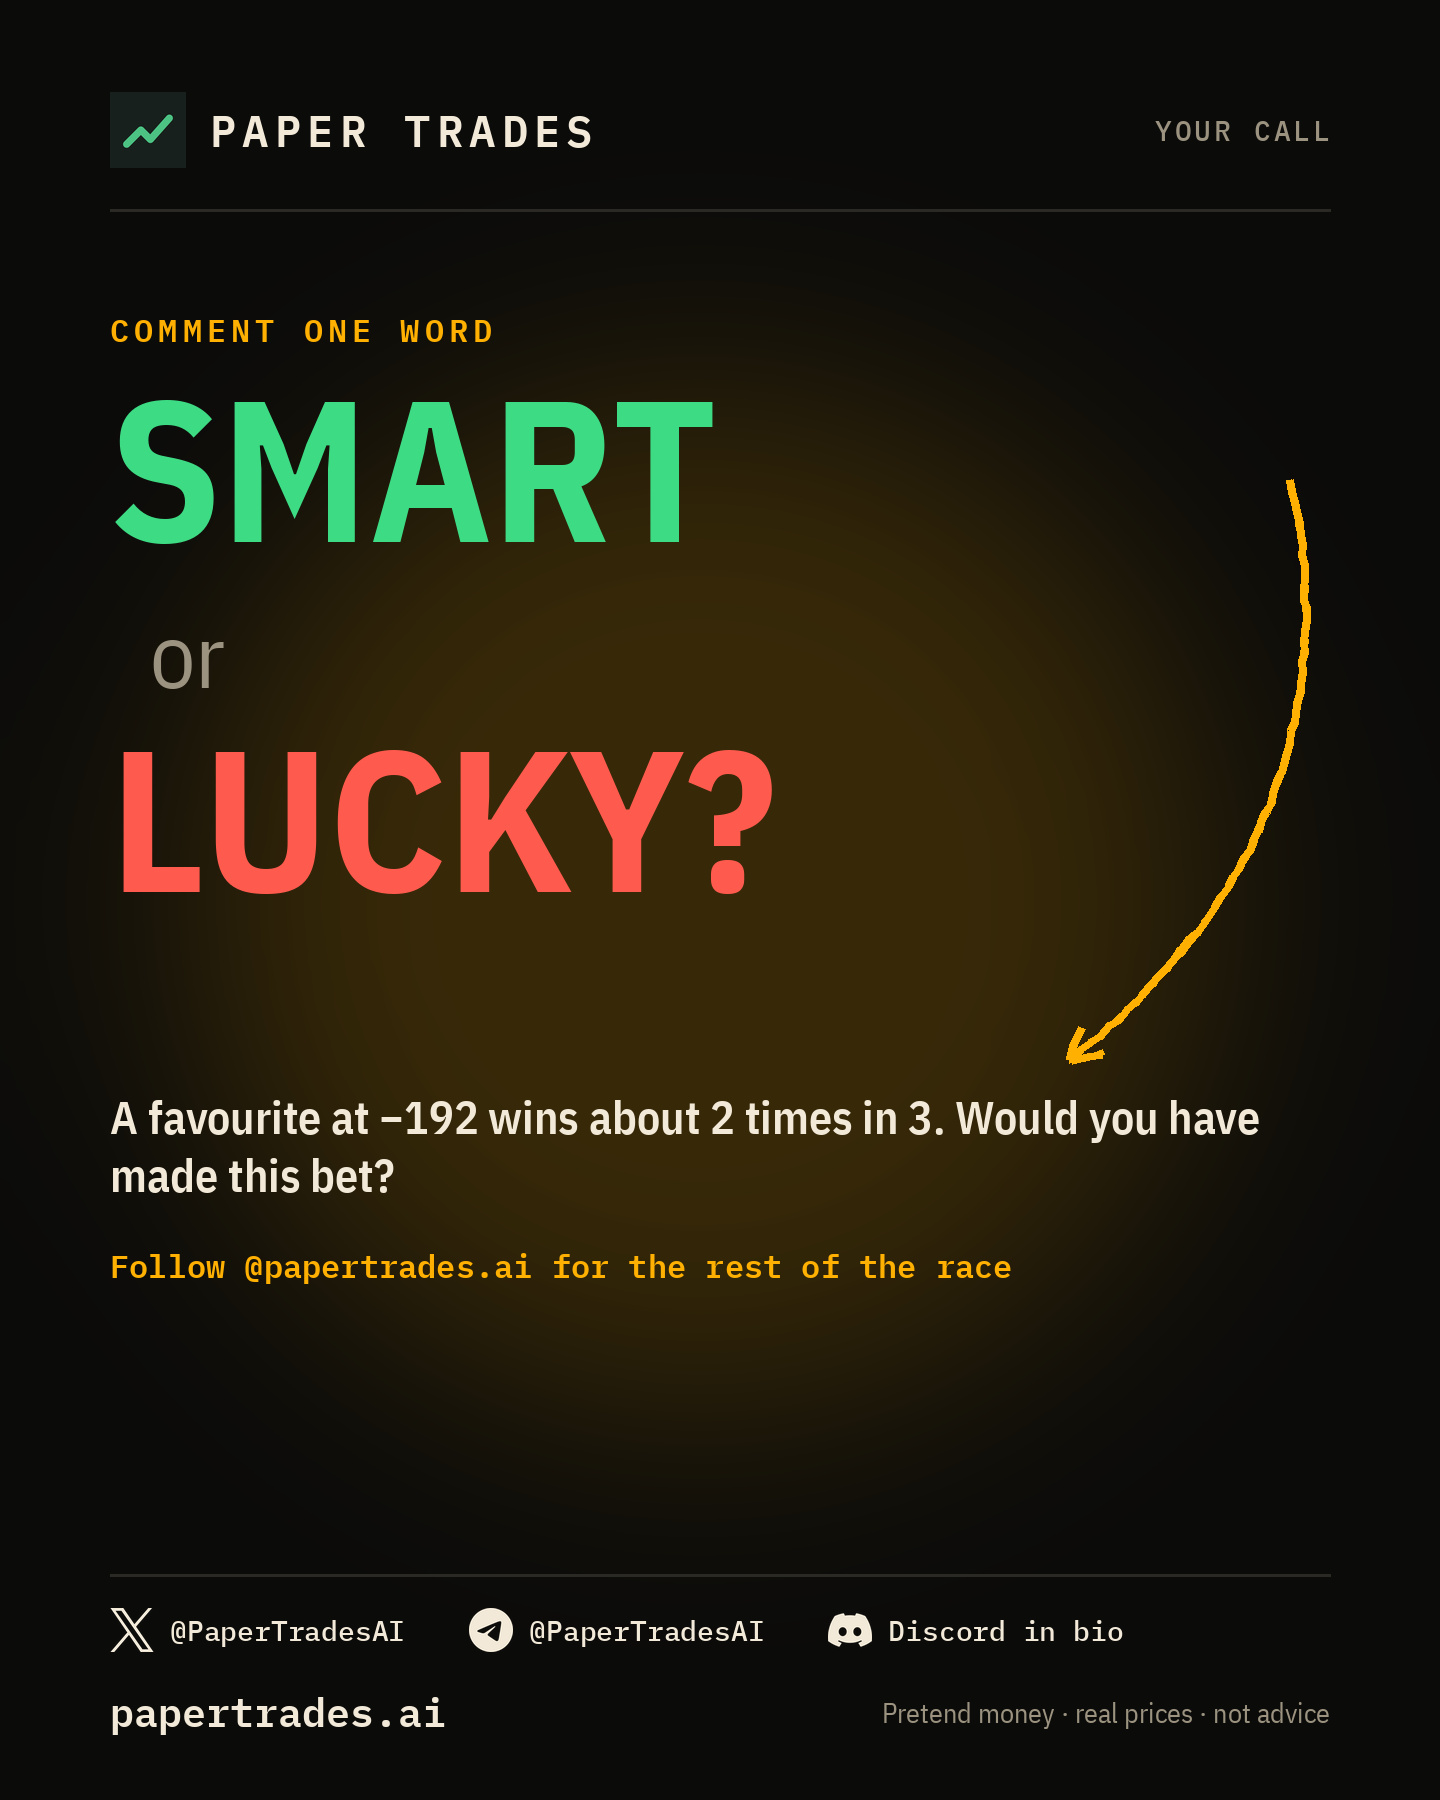 PAPER TRADES
YOUR CALL
COMMENT ONE WORD
SMART
or
LUCKY?
A favourite at −192 wins about 2 times in 3. Would you have
made this bet?
Follow @papertrades.ai for the rest of the race
@PaperTradesAI @PaperTradesAI Discord in bio
papertrades.ai
Pretend money · real prices · not advice